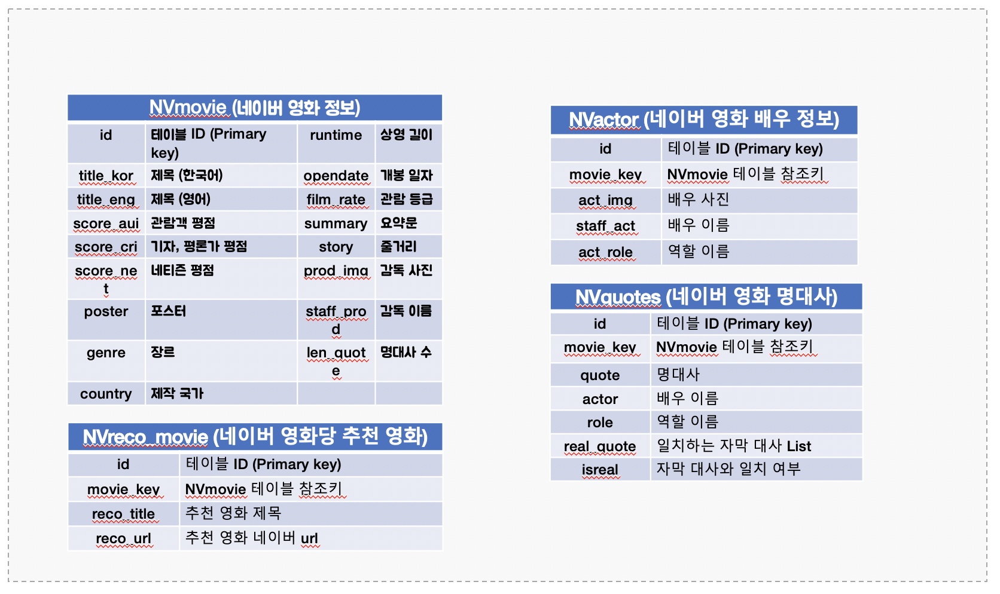 NVmovie (네이버 영화 정보)
id 테이블 ID (Primary key) runtime 상영 길이
title_kor 제목 (한국어) opendate 개봉 일자
title_eng 제목 (영어) film_rate 관람 등급
score_aui 관람객 평점 summary 요약문
score_cri 기자, 평론가 평점 story 줄거리
score_net 네티즌 평점 prod_img 감독 사진
poster 포스터 staff_prod 감독 이름
genre 장르 len_quote 명대사 수
country 제작 국가
NVreco_movie (네이버 영화당 추천 영화)
id 테이블 ID (Primary key)
movie_key NVmovie 테이블 참조키
reco_title 추천 영화 제목
reco_url 추천 영화 네이버 url
NVactor (네이버 영화 배우 정보)
id 테이블 ID (Primary key)
movie_key NVmovie 테이블 참조키
act_img 배우 사진
staff_act 배우 이름
act_role 역할 이름
NVquotes (네이버 영화 명대사)
id 테이블 ID (Primary key)
movie_key NVmovie 테이블 참조키
quote 명대사
actor 배우 이름
role 역할 이름
real_quote 일치하는 자막 대사 List
isreal 자막 대사와 일치 여부